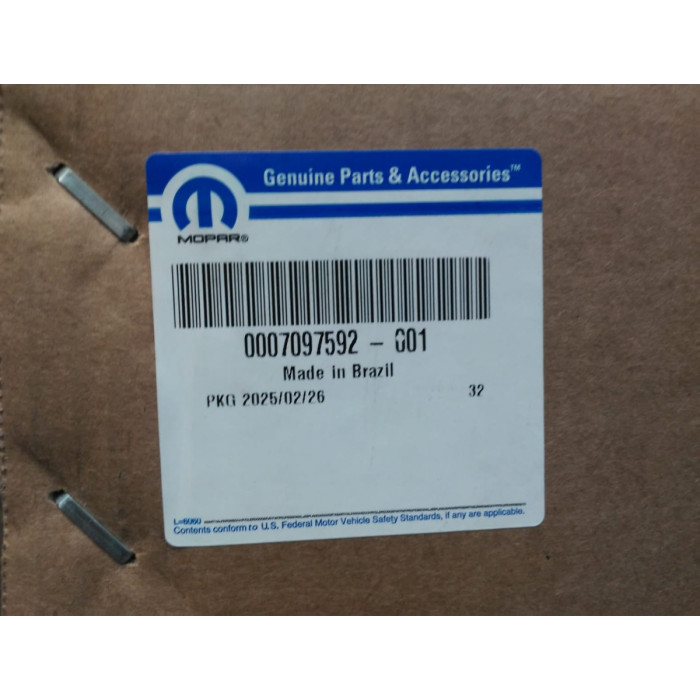 Genuine Parts & Accessories™
MOPAR®
0007097592 - 001
Made in Brazil
PKG 2025/02/26 32
L-6060
Contents conform to U.S. Federal Motor Vehicle Safety Standards, if any are applicable.